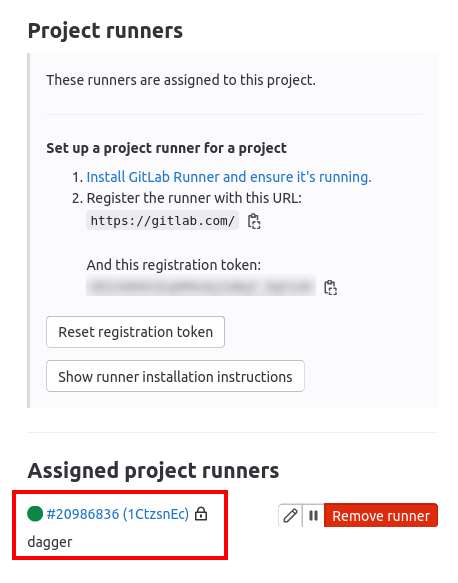 Project runners
These runners are assigned to this project.
Set up a project runner for a project
1. Install GitLab Runner and ensure it's running.
2. Register the runner with this URL:
https://gitlab.com/
And this registration token:
Reset registration token
Show runner installation instructions
Assigned project runners
#20986836 (1CtzsnEc)
Remove runner
dagger